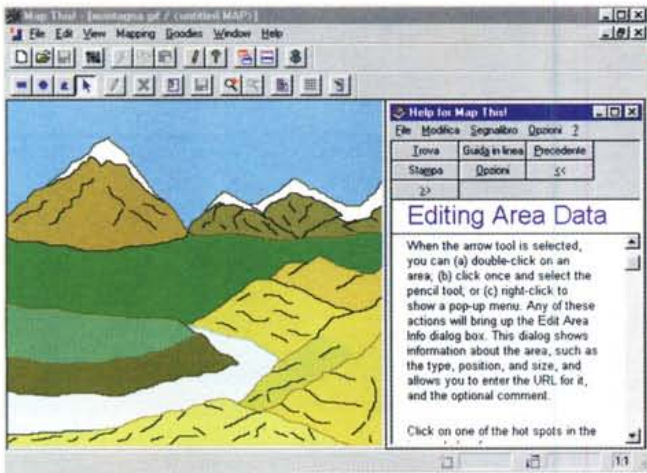 Map This! - [montagna.gif / (untitled MAP)]
File Edit View Mapping Goodies Window Help
Help for Map This!
File Modifica Segnalibro Opzioni ?
Trova Guida in linea Precedente
Stampa Opzioni <<
>>
Editing Area Data
When the arrow tool is selected,
you can (a) double-click on an
area; (b) click once and select the
pencil tool; or (c) right-click to
show a pop-up menu. Any of these
actions will bring up the Edit Area
Info dialog box. This dialog shows
information about the area, such as
the type, position, and size, and
allows you to enter the URL for it,
and the optional comment.
Click on one of the hot spots in the
1:1